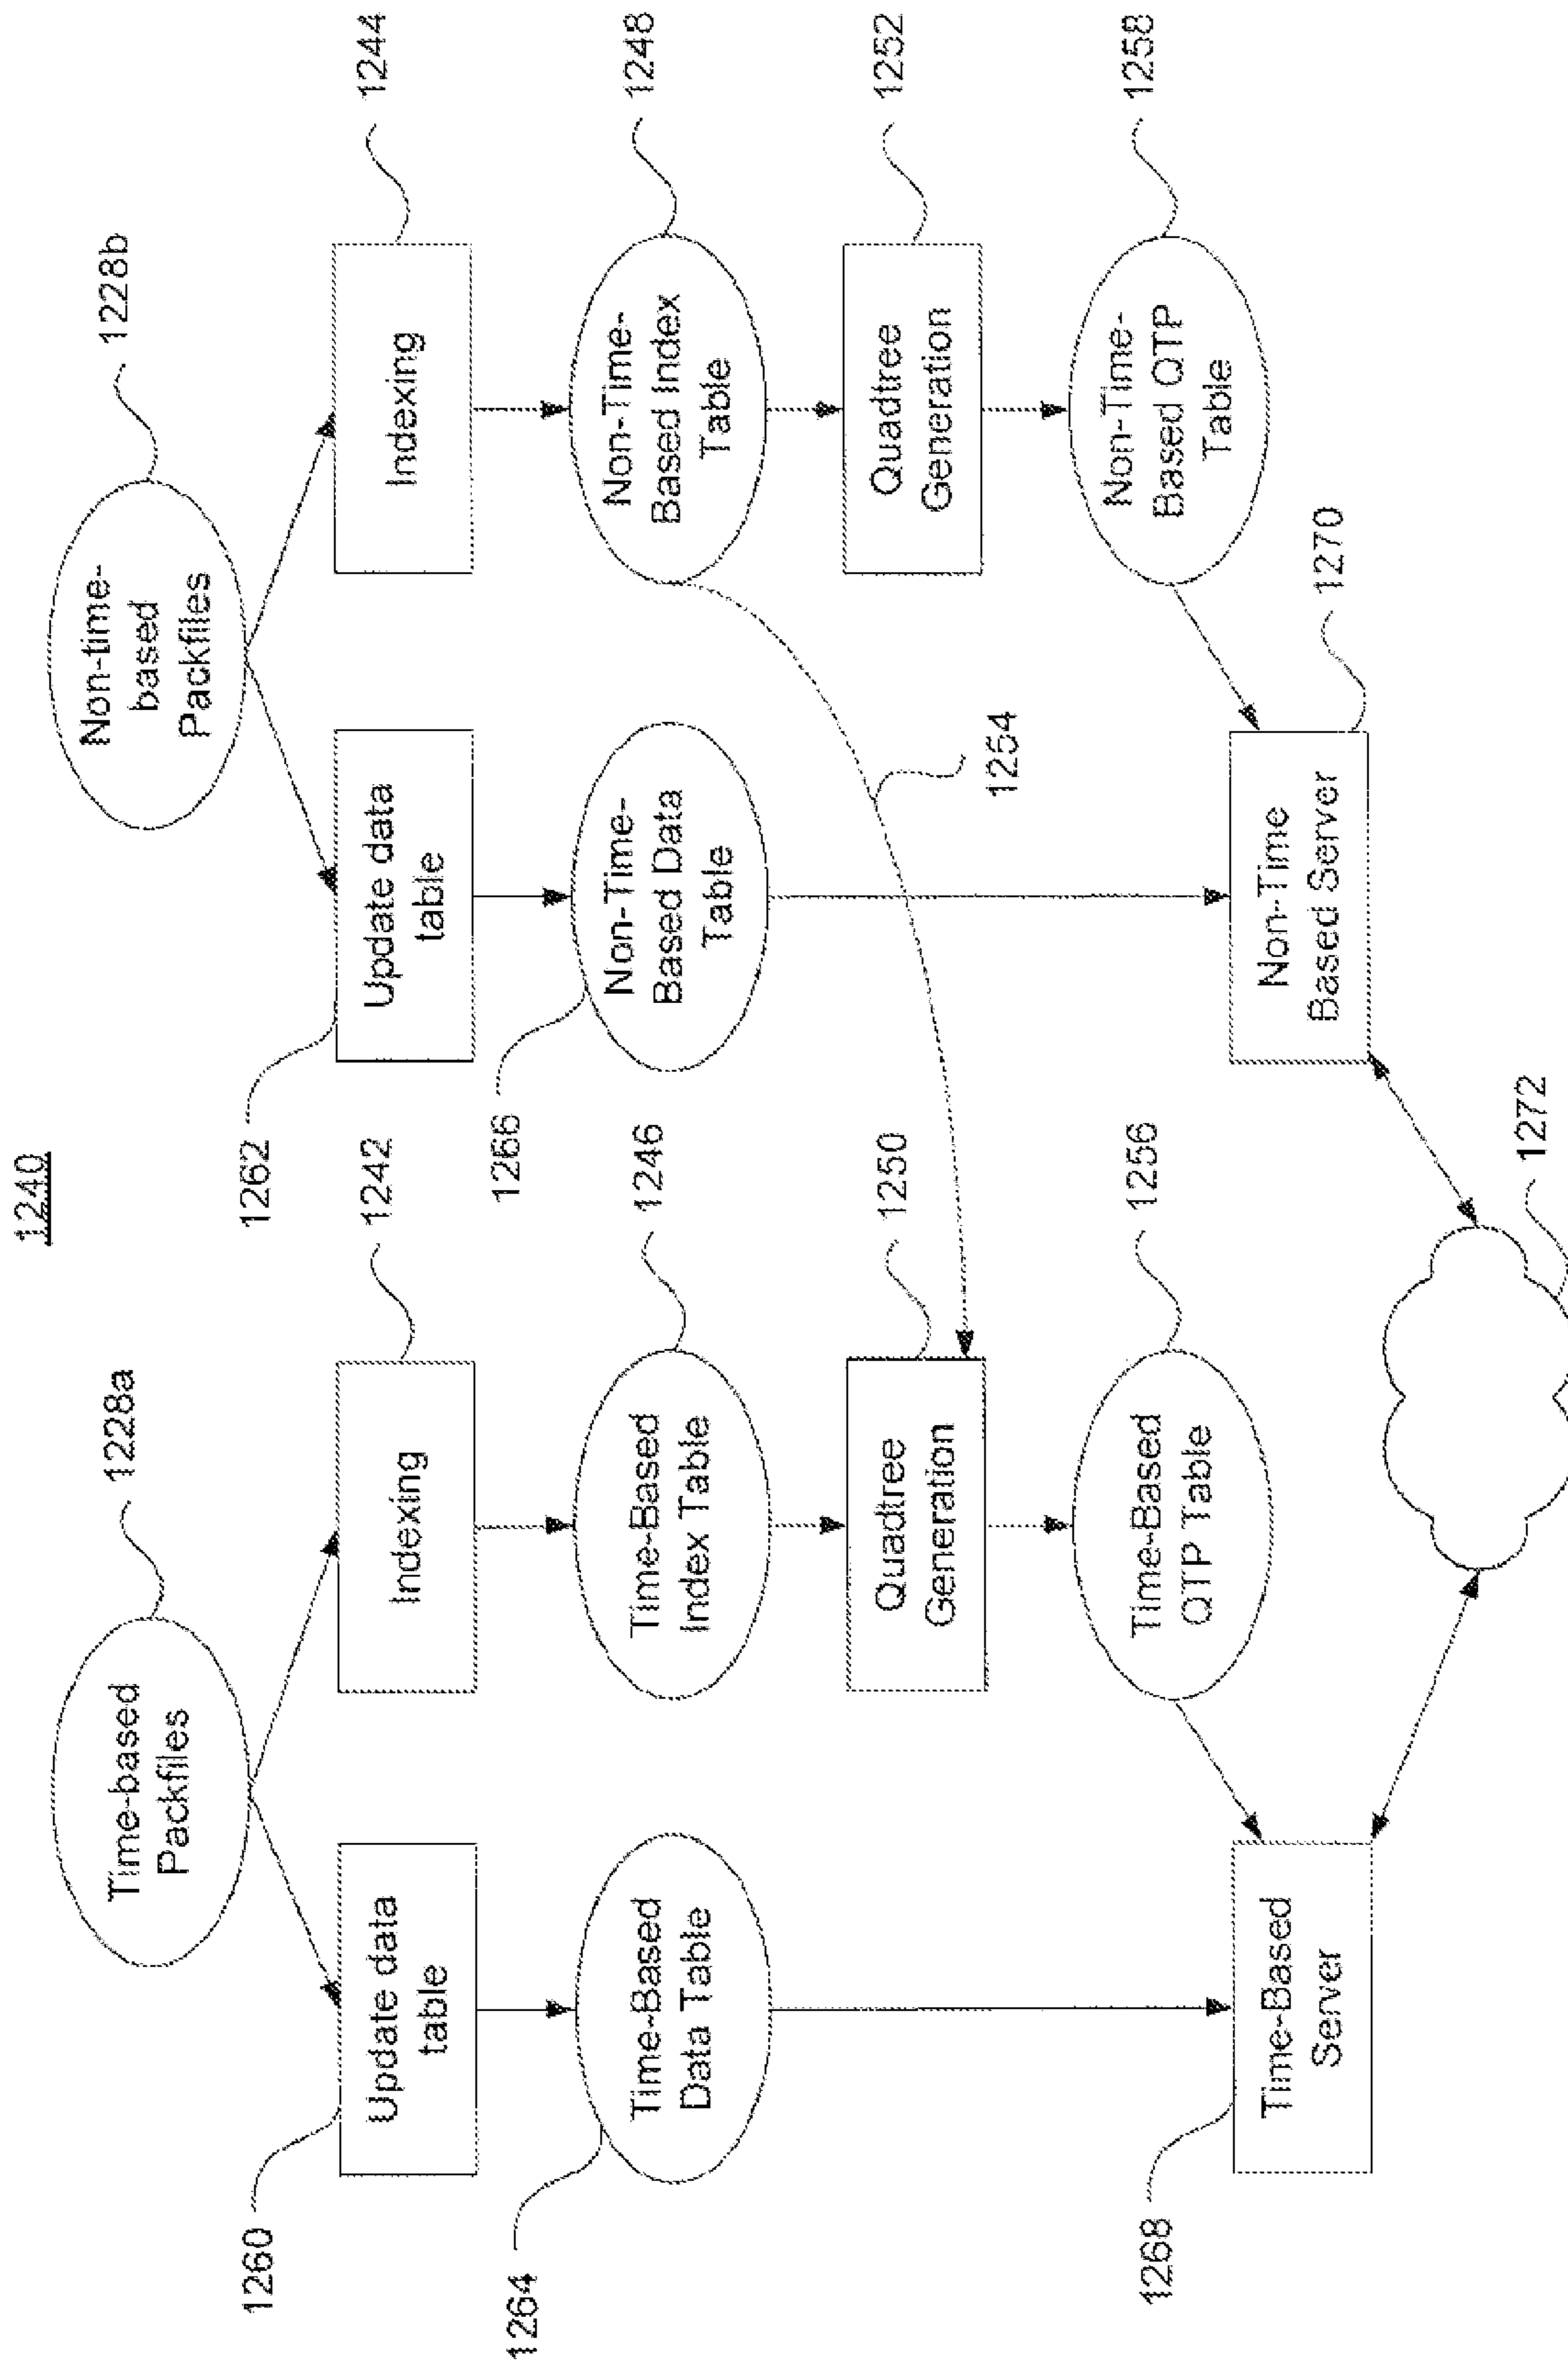 1240
Time-based
Packfiles
1228a
Non-time-
based
Packfiles
1228b
1260
Update data
table
Indexing
1242
1262
Update data
table
Indexing
1244
1264
Time-Based
Data Table
Time-Based
Index Table
1246
1266
Non-Time-
Based Data
Table
Non-Time-
Based Index
Table
1248
Quadtree
Generation
1250
1254
Quadtree
Generation
1252
Time-Based
QTP Table
1256
Non-Time-
Based QTP
Table
1258
1268
Time-Based
Server
Non-Time
Based Server
1270
1272